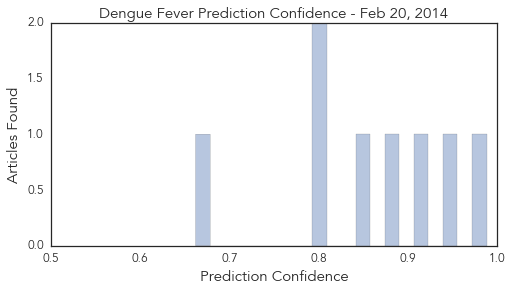 Dengue Fever Prediction Confidence - Feb 20, 2014
2.0
1.5
1.0
0.5
0.0
Articles Found
0.5 0.6 0.7 0.8 0.9 1.0
Prediction Confidence